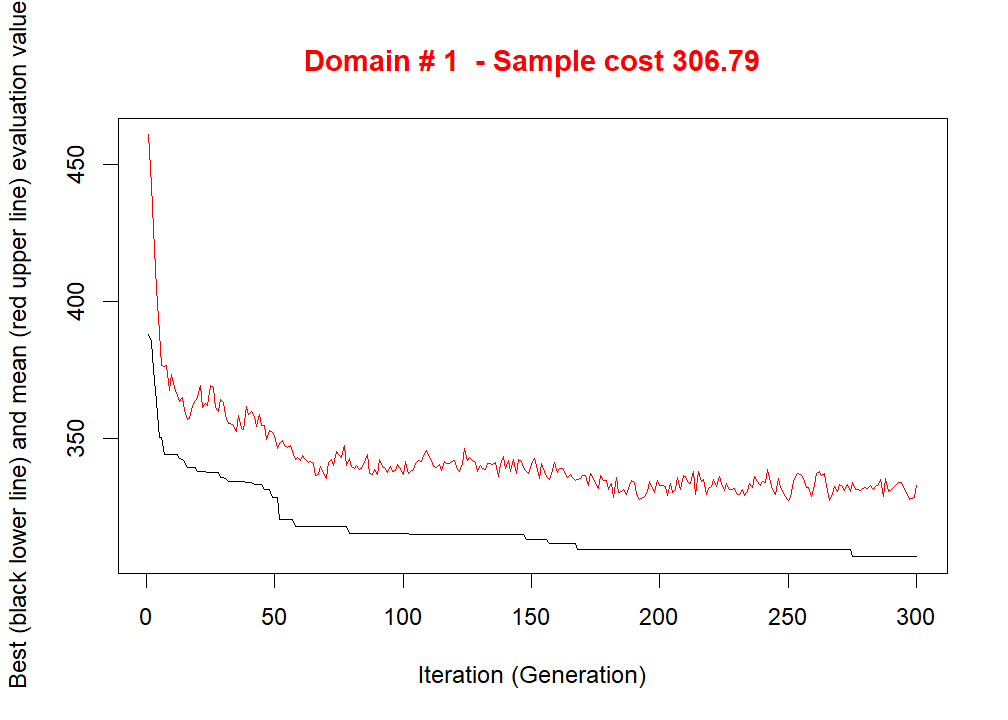 Domain # 1  - Sample cost 306.79
Best (black lower line) and mean (red upper line) evaluation value
450
400
350
0 50 100 150 200 250 300
Iteration (Generation)